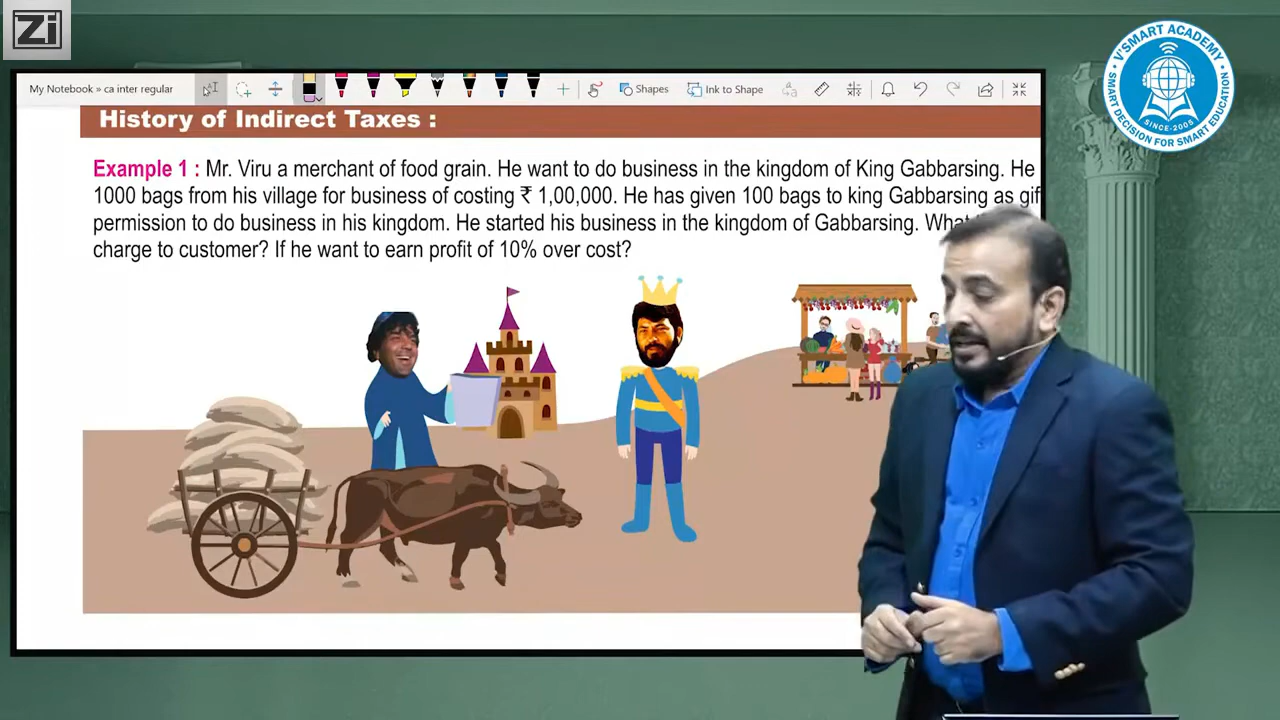 Zi
My Notebook » ca inter regular
Shapes
Ink to Shape
V'SMART ACADEMY
SMART DECISION FOR SMART EDUCATION
SINCE-2005
History of Indirect Taxes :
Example 1 : Mr. Viru a merchant of food grain. He want to do business in the kingdom of King Gabbarsing. He
1000 bags from his village for business of costing ₹ 1,00,000. He has given 100 bags to king Gabbarsing as
permission to do business in his kingdom. He started his business in the kingdom of Gabbarsing.
charge to customer? If he want to earn profit of 10% over cost?